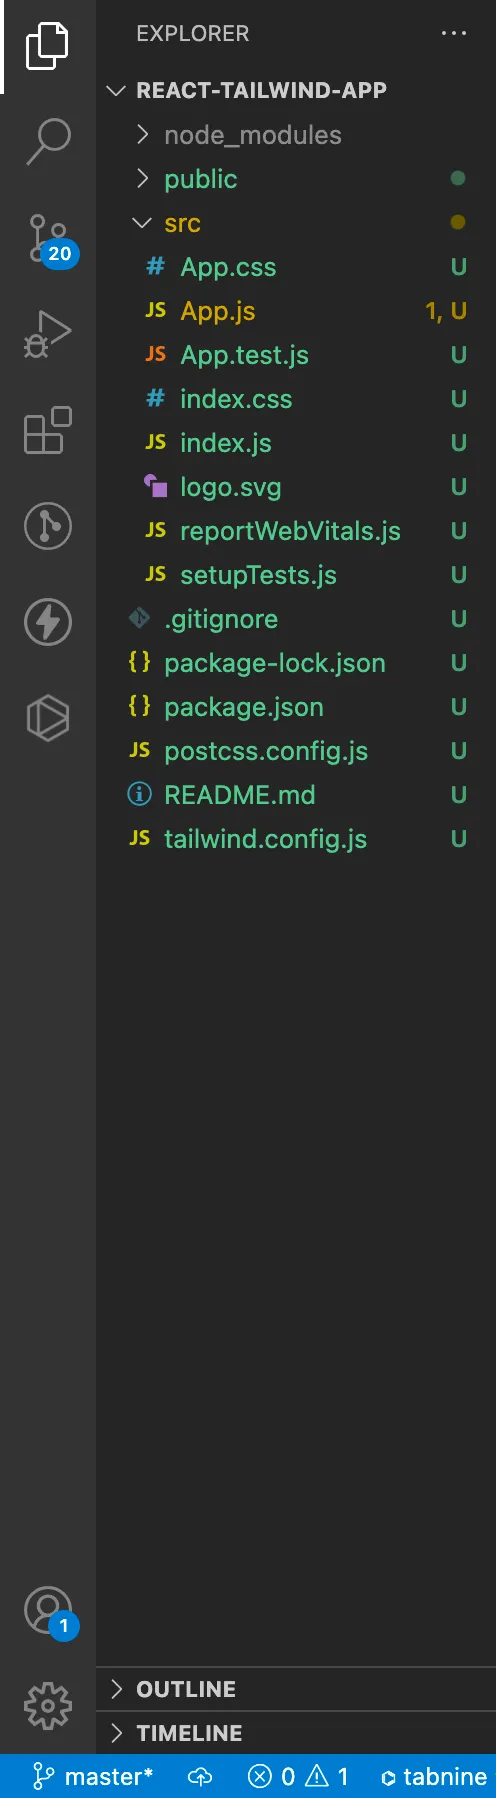 EXPLORER
REACT-TAILWIND-APP
node_modules
public
src
20
# App.css U
JS App.js 1, U
JS App.test.js U
# index.css U
JS index.js U
logo.svg U
JS reportWebVitals.js U
JS setupTests.js U
.gitignore U
{} package-lock.json U
{} package.json U
JS postcss.config.js U
README.md U
JS tailwind.config.js U
1
OUTLINE
TIMELINE
master* 0 1 tabnine